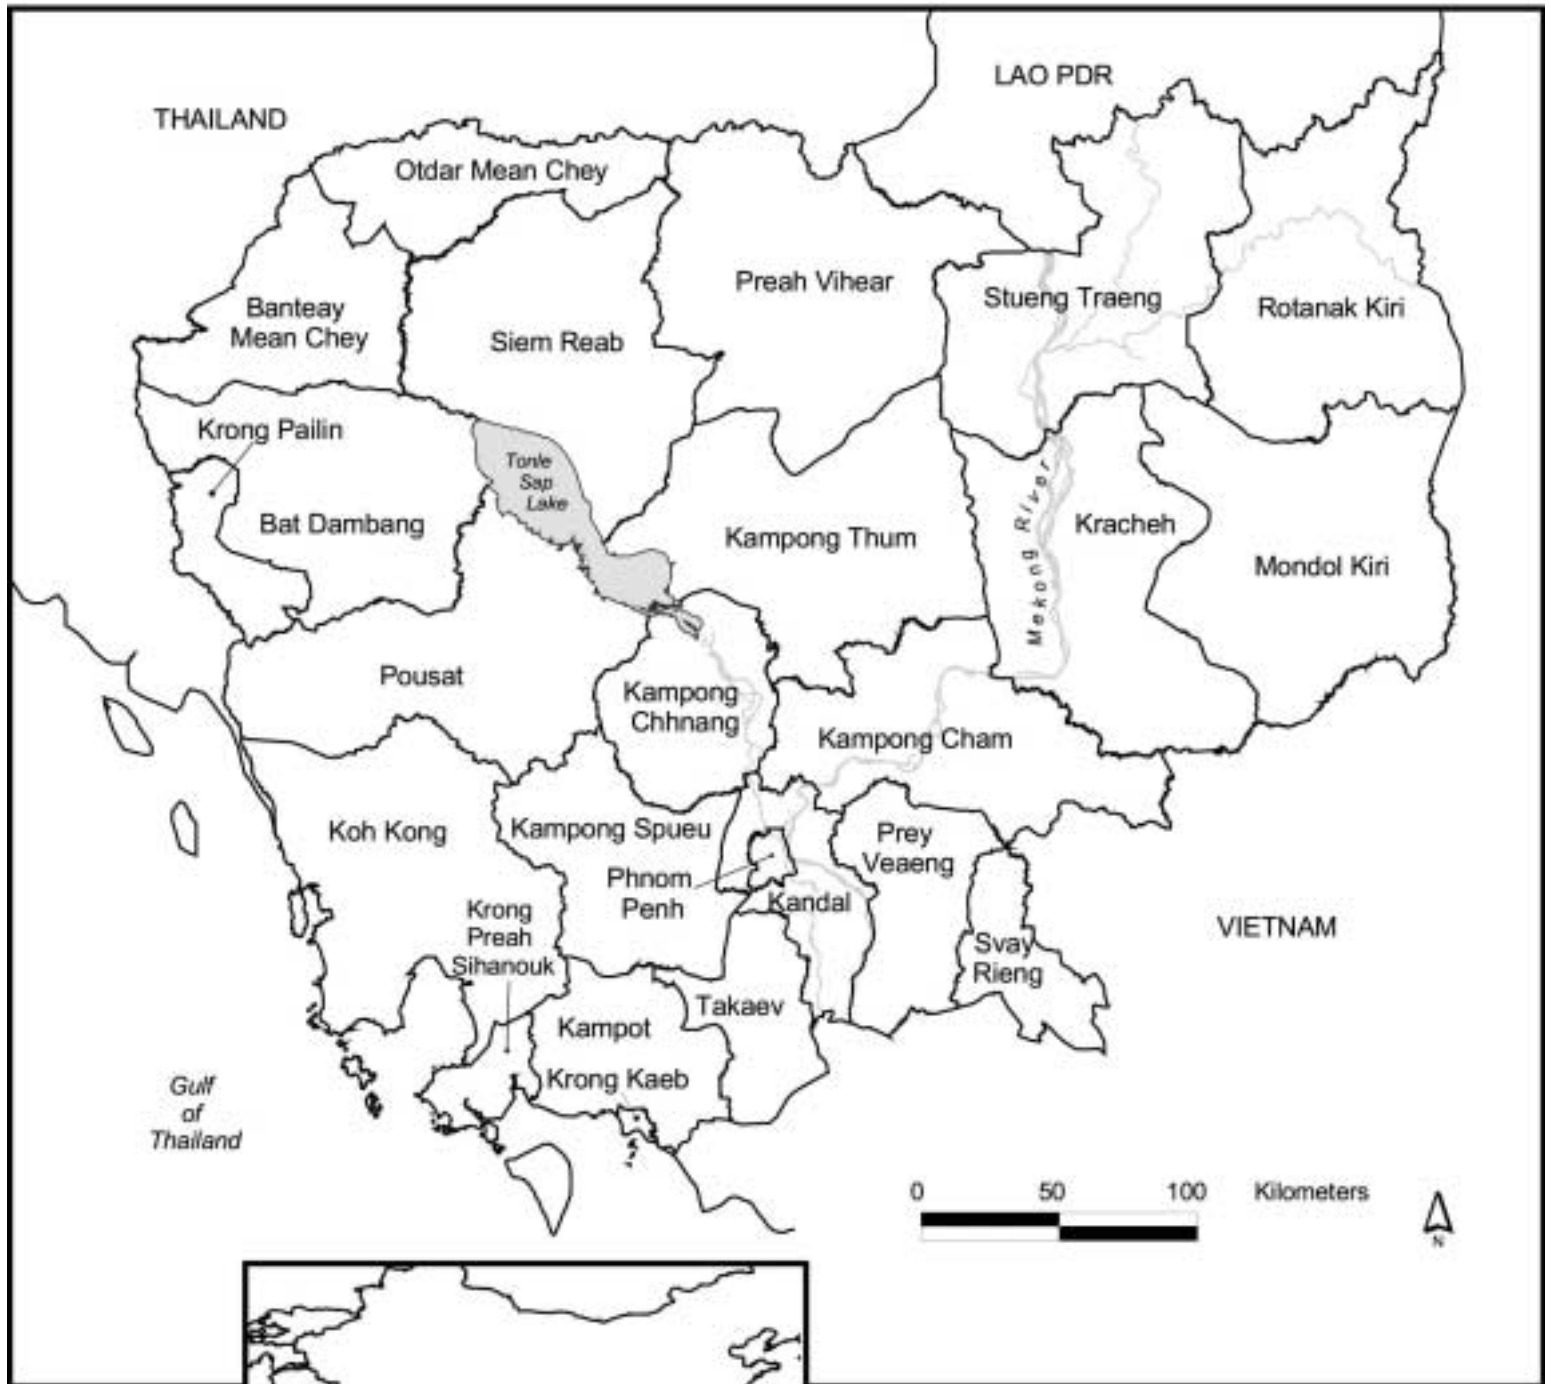 LAO PDR
THAILAND
Otdar Mean Chey
Preah Vihear
Stueng Traeng
Rotanak Kiri
Banteay
Mean Chey
Siem Reab
Krong Pailin
Tonle
Sap
Lake
Bat Dambang
Kampong Thum
Mekong River
Kracheh
Mondol Kiri
Pousat
Kampong
Chhnang
Kampong Cham
Koh Kong
Kampong Spueu
Prey
Veaeng
Phnom
Penh
Kandal
Krong
Preah
Sihanouk
VIETNAM
Svay
Rieng
Takaev
Kampot
Krong Kaeb
Gulf
of
Thailand
0 50 100 Kilometers
N